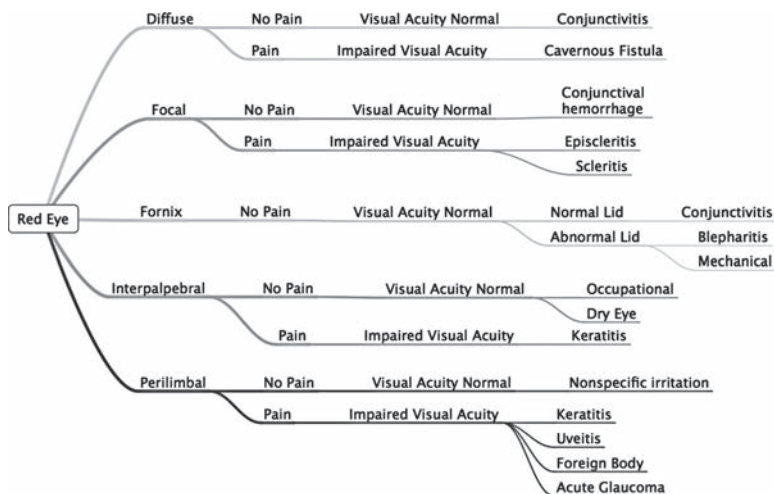 Diffuse No Pain Visual Acuity Normal Conjunctivitis
Pain Impaired Visual Acuity Cavernous Fistula
Focal No Pain Visual Acuity Normal Conjunctival
hemorrhage
Pain Impaired Visual Acuity Episcleritis
Scleritis
Red Eye
Fornix No Pain Visual Acuity Normal Normal Lid Conjunctivitis
Abnormal Lid Blepharitis
Mechanical
Interpalpebral No Pain Visual Acuity Normal Occupational
Dry Eye
Pain Impaired Visual Acuity Keratitis
Perilimbal No Pain Visual Acuity Normal Nonspecific irritation
Pain Impaired Visual Acuity Keratitis
Uveitis
Foreign Body
Acute Glaucoma